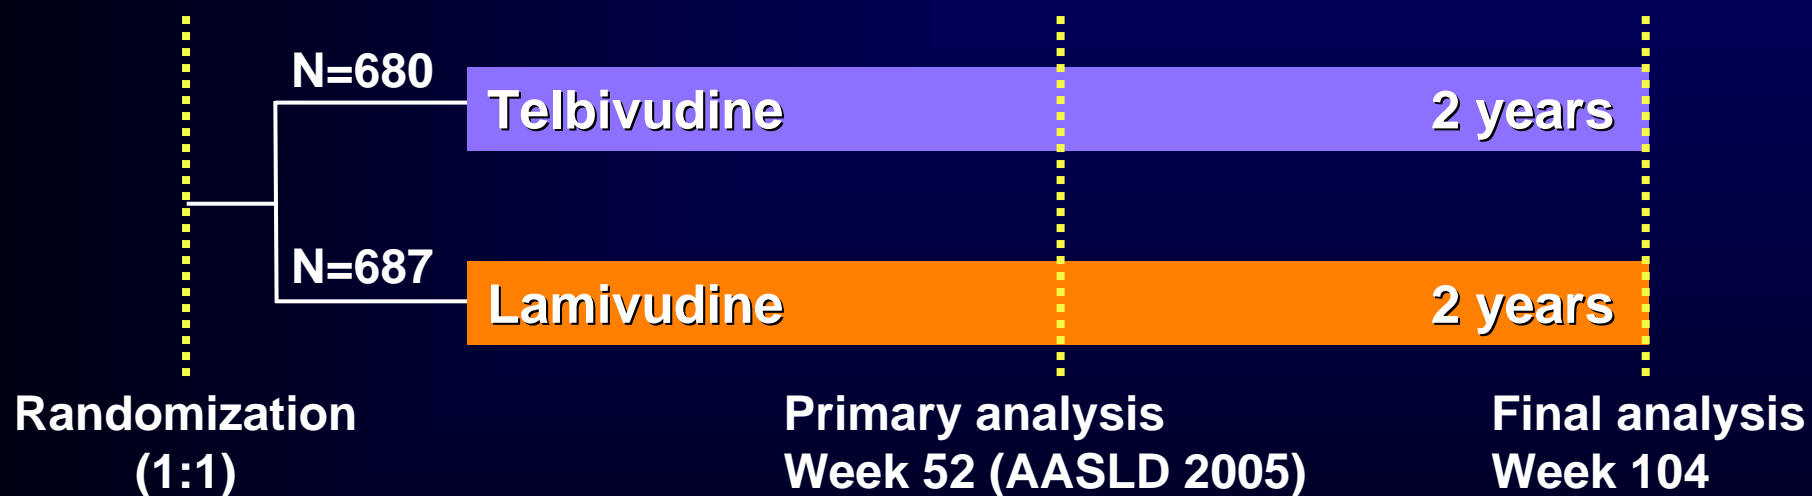 N=680
Telbivudine 2 years
N=687
Lamivudine 2 years
Randomization
(1:1)
Primary analysis
Week 52 (AASLD 2005)
Final analysis
Week 104